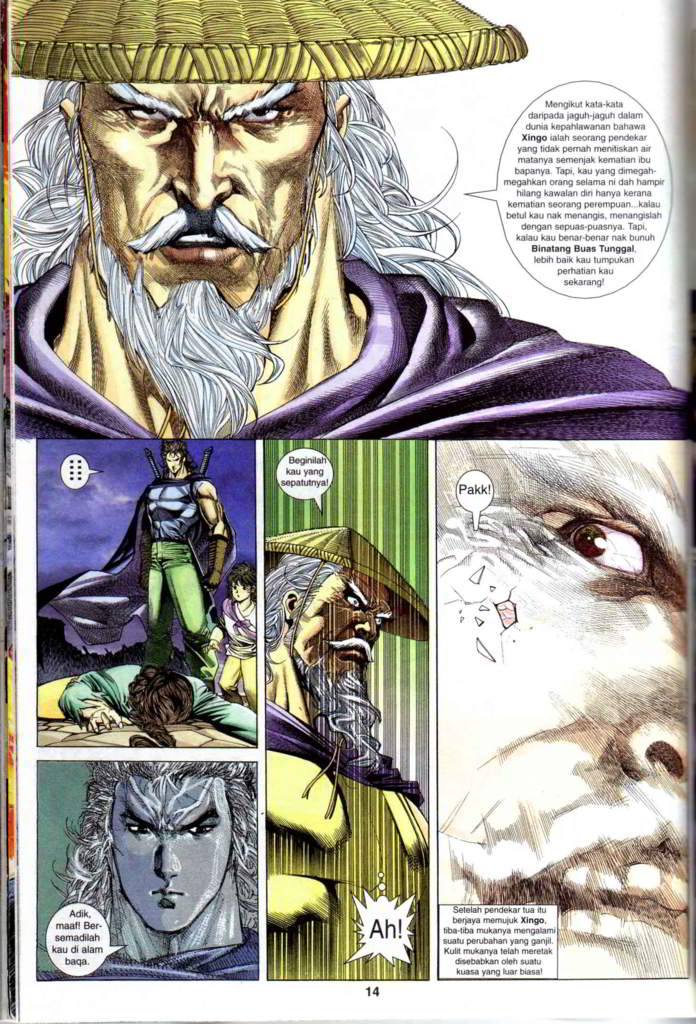 Mengikut kata-kata
daripada jaguh-jaguh dalam
dunia kepahlawanan bahawa
Xingo ialah seorang pendekar
yang tidak pernah menitiskan air
matanya semenjak kematian ibu
bapanya. Tapi, kau yang dimegah-
megahkan orang selama ni dah hampir
hilang kawalan diri hanya kerana
kematian seorang perempuan...kalau
betul kau nak menangis, menangislah
dengan sepuas-puasnya. Tapi,
kalau kau benar-benar nak bunuh
Binatang Buas Tunggal,
lebih baik kau tumpukan
perhatian kau
sekarang!
Beginilah
kau yang
sepatutnya!
Pakk!
Adik,
maaf! Ber-
semadilah
kau di alam
baqa.
Ah!
Setelah pendekar tua itu
berjaya memujuk Xingo,
tiba-tiba mukanya mengalami
suatu perubahan yang ganjil.
Kulit mukanya telah meretak
disebabkan oleh suatu
kuasa yang luar biasa!
14